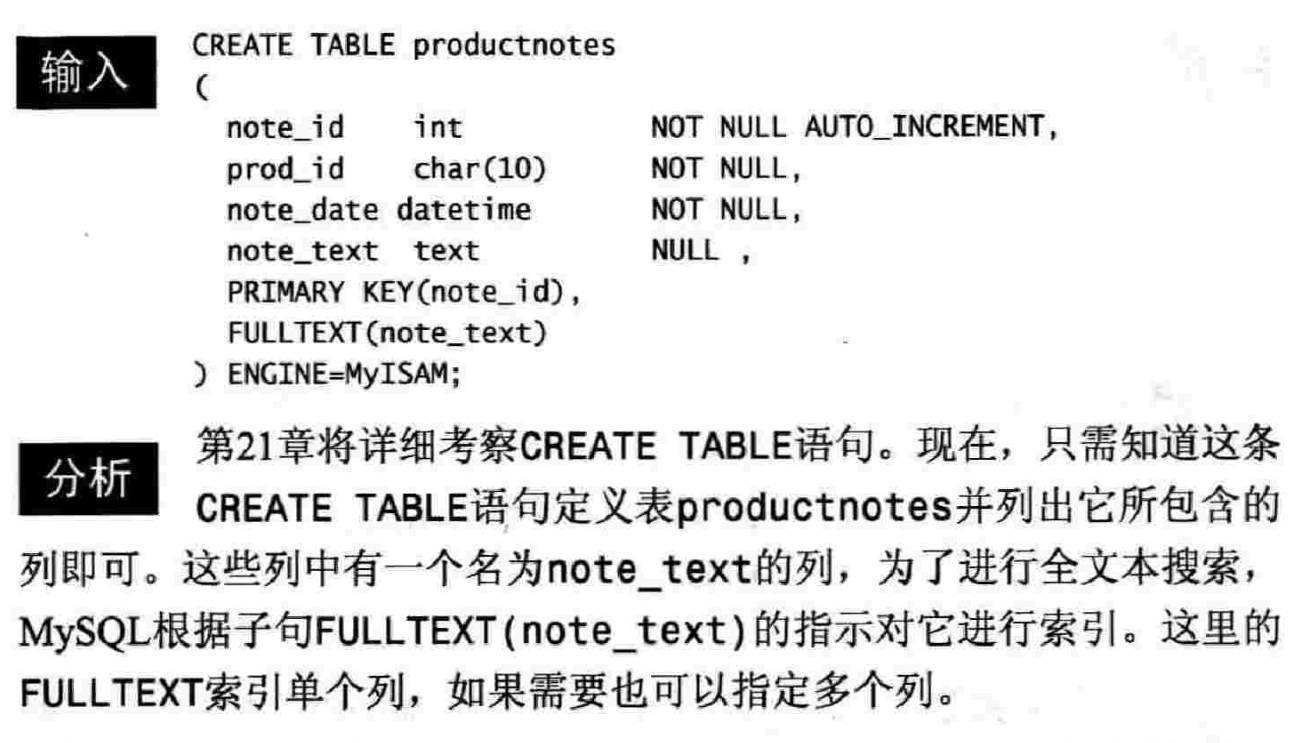 输入
CREATE TABLE productnotes
(
note_id int NOT NULL AUTO_INCREMENT,
prod_id char(10) NOT NULL,
note_date datetime NOT NULL,
note_text text NULL ,
PRIMARY KEY(note_id),
FULLTEXT(note_text)
) ENGINE=MyISAM;
分析
第21章将详细考察CREATE TABLE语句。现在，只需知道这条
CREATE TABLE语句定义表productnotes并列出它所包含的
列即可。这些列中有一个名为note_text的列，为了进行全文本搜索，
MySQL根据子句FULLTEXT(note_text)的指示对它进行索引。这里的
FULLTEXT索引单个列，如果需要也可以指定多个列。